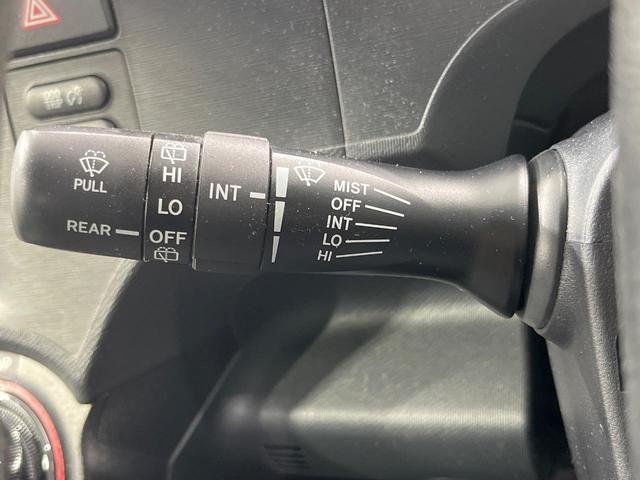 PULL
REAR
HI
LO
OFF
INT
MIST
OFF
INT
LO
HI